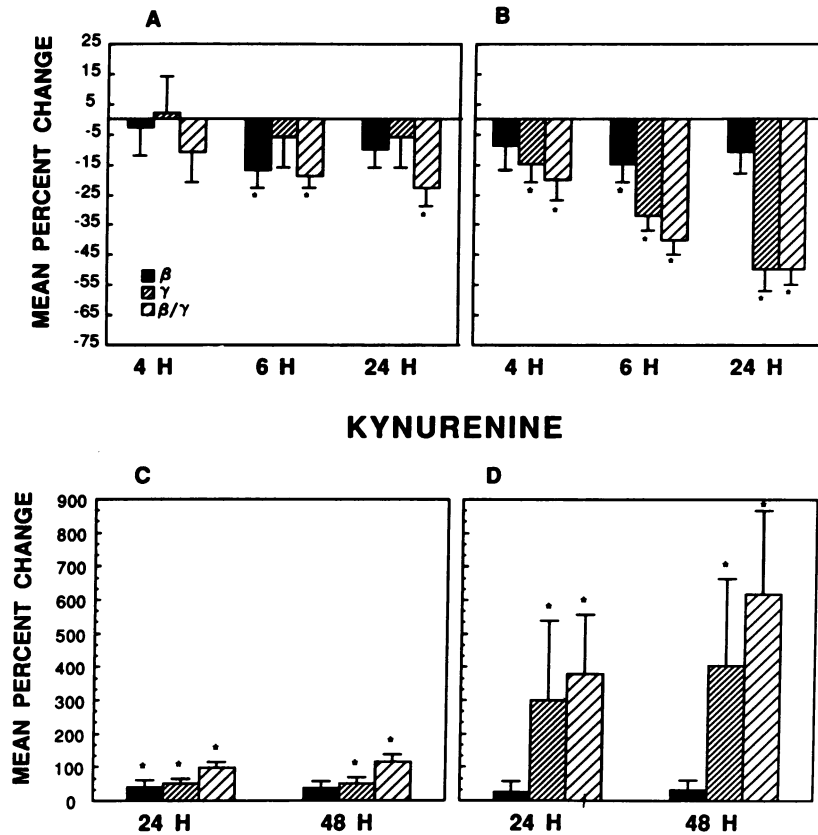 A B
MEAN PERCENT CHANGE
25
15
5
-5
-15
-25
-35
-45
-55
-65
-75
β
γ
β/γ
4 H 6 H 24 H 4 H 6 H 24 H
KYNURENINE
C D
MEAN PERCENT CHANGE
900
800
700
600
500
400
300
200
100
0
24 H 48 H 24 H 48 H